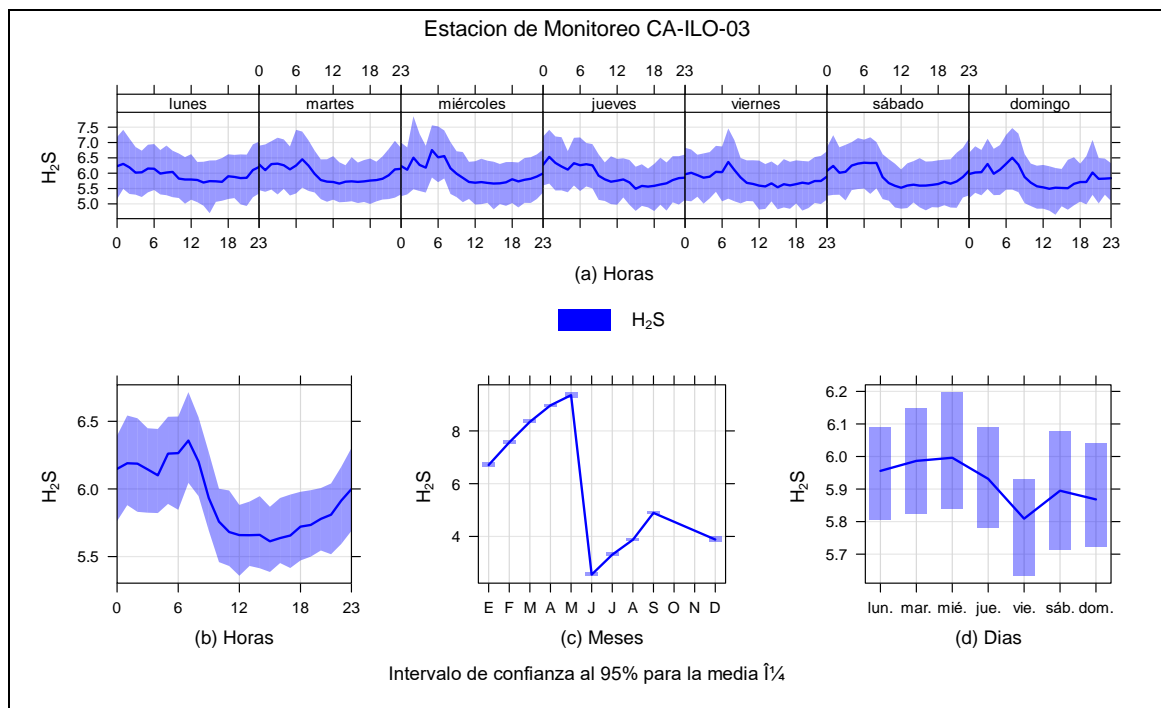 Estacion de Monitoreo CA-ILO-03
0 6 12 18 23 0 6 12 18 23 0 6 12 18 23
lunes martes miércoles jueves viernes sábado domingo
H₂S
7.5
7.0
6.5
6.0
5.5
5.0
0 6 12 18 23 0 6 12 18 23 0 6 12 18 23 0 6 12 18 23
(a) Horas
H₂S
H₂S
6.5
6.0
5.5
0 6 12 18 23
(b) Horas
H₂S
8
6
4
E F M A M J J A S O N D
(c) Meses
H₂S
6.2
6.1
6.0
5.9
5.8
5.7
lun. mar. mié. jue. vie. sáb. dom.
(d) Dias
Intervalo de confianza al 95% para la media Î¼